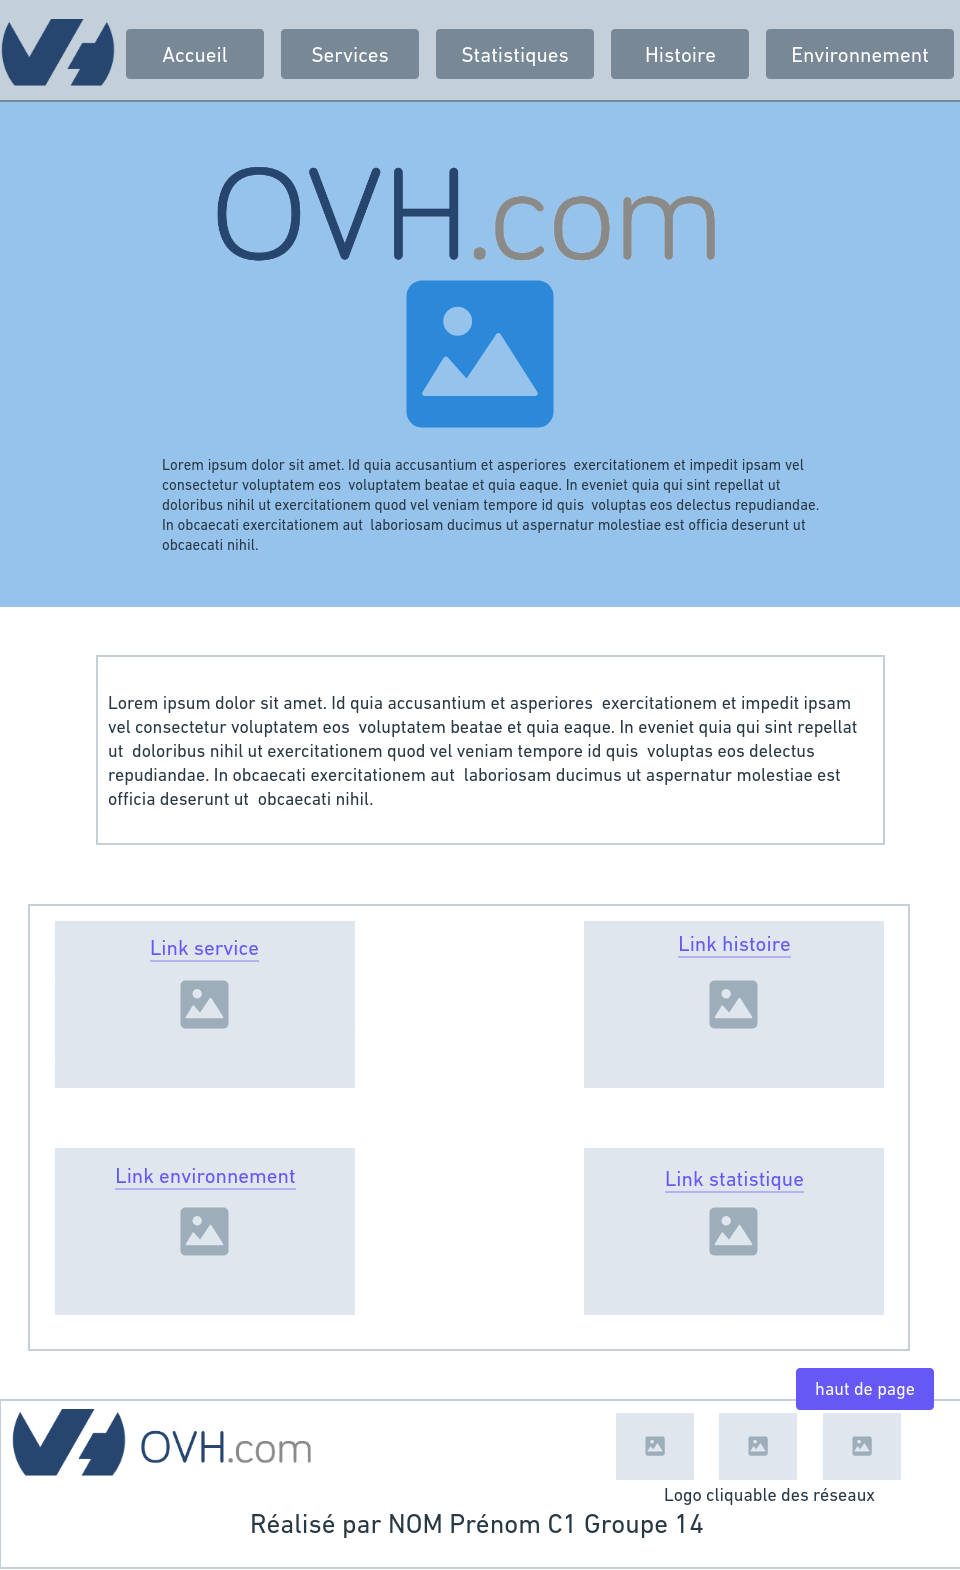 Accueil
Services
Statistiques
Histoire
Environnement
OVH.com
Lorem ipsum dolor sit amet. Id quia accusantium et asperiores  exercitationem et impedit ipsam vel
consectetur voluptatem eos  voluptatem beatae et quia eaque. In eveniet quia qui sint repellat ut
doloribus nihil ut exercitationem quod vel veniam tempore id quis  voluptas eos delectus repudiandae.
In obcaecati exercitationem aut  laboriosam ducimus ut aspernatur molestiae est officia deserunt ut
obcaecati nihil.
Lorem ipsum dolor sit amet. Id quia accusantium et asperiores  exercitationem et impedit ipsam
vel consectetur voluptatem eos  voluptatem beatae et quia eaque. In eveniet quia qui sint repellat
ut  doloribus nihil ut exercitationem quod vel veniam tempore id quis  voluptas eos delectus
repudiandae. In obcaecati exercitationem aut  laboriosam ducimus ut aspernatur molestiae est
officia deserunt ut  obcaecati nihil.
Link service
Link histoire
Link environnement
Link statistique
haut de page
OVH.com
Logo cliquable des réseaux
Réalisé par NOM Prénom C1 Groupe 14